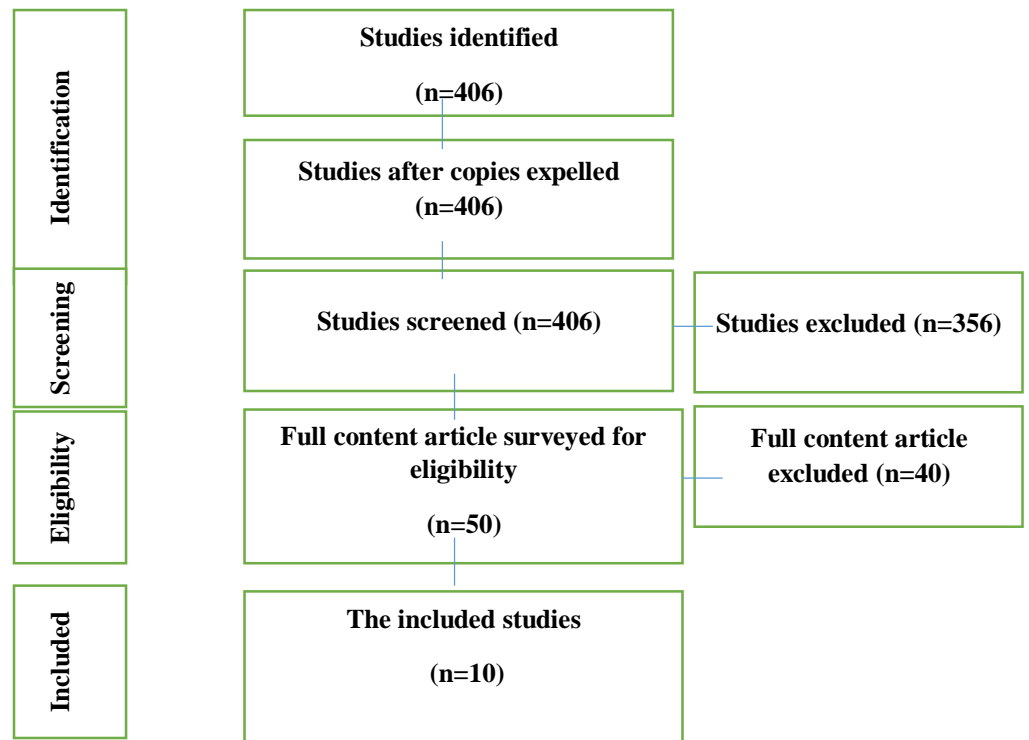 Identification
Studies identified
(n=406)
Studies after copies expelled
(n=406)
Screening
Studies screened (n=406)
Studies excluded (n=356)
Eligibility
Full content article surveyed for
eligibility
(n=50)
Full content article
excluded (n=40)
Included
The included studies
(n=10)